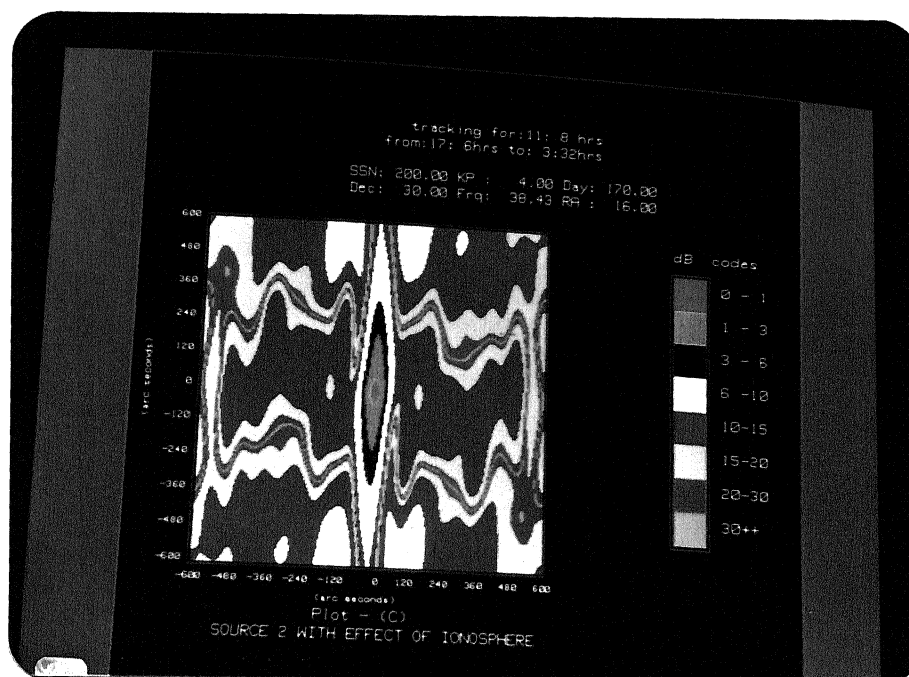 tracking for:11: 8 hrs
from:17: 6hrs to: 3:32hrs
SSN: 200.00 KP : 4.00 Day: 170.00
Dec: 30.00 Frq: 38.43 RA : 16.00
600
480
360
240
120
0
-120
-240
-360
-480
-600
(arc seconds)
-600 -480 -360 -240 -120 0 120 240 360 480 600
(arc seconds)
Plot - (C)
SOURCE 2 WITH EFFECT OF IONOSPHERE
dB codes
0 - 1
1 - 3
3 - 6
6 -10
10-15
15-20
20-30
30++